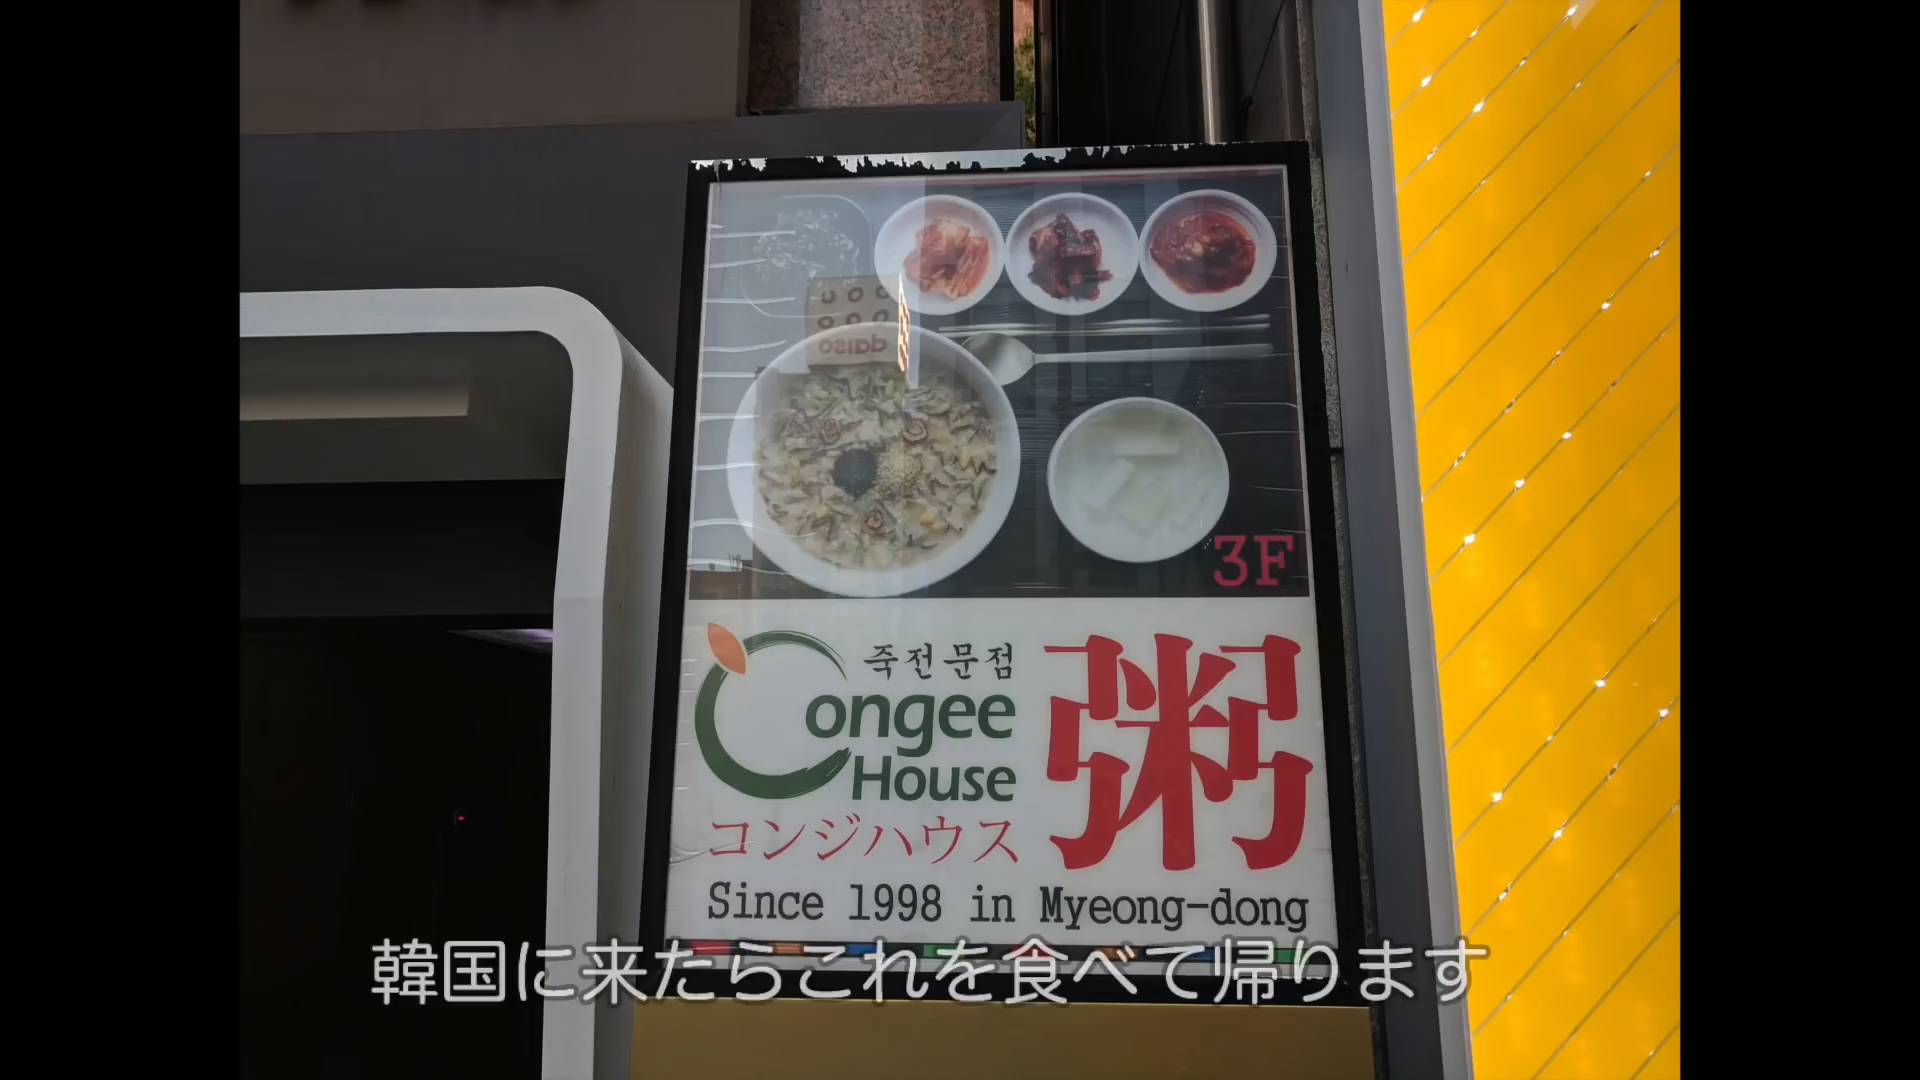 daiso
3F
죽전문점
Congee
House
粥
コンジハウス
Since 1998 in Myeong-dong
韓国に来たらこれを食べて帰ります